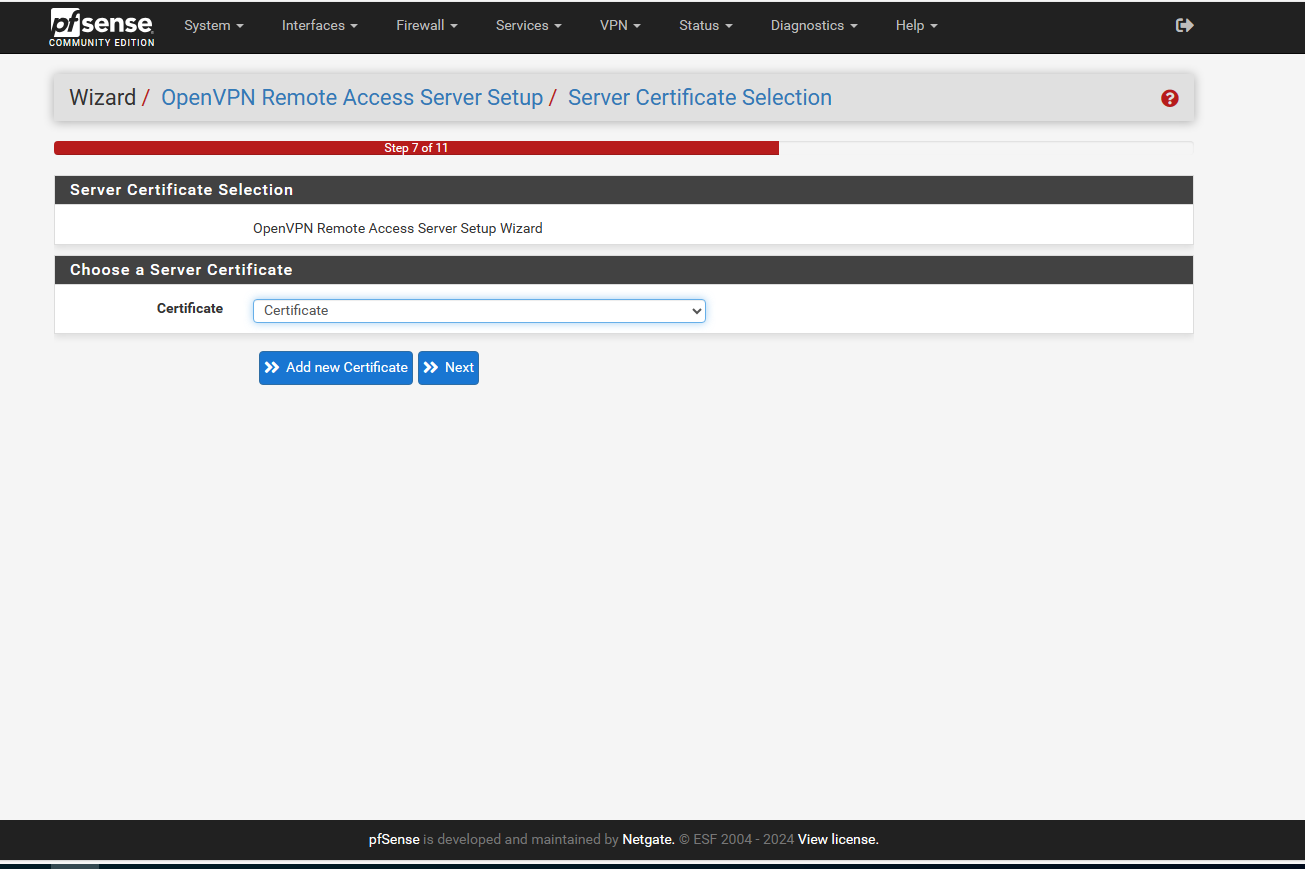 pfsense
COMMUNITY EDITION
System Interfaces Firewall Services VPN Status Diagnostics Help
Wizard / OpenVPN Remote Access Server Setup / Server Certificate Selection
Step 7 of 11
Server Certificate Selection
OpenVPN Remote Access Server Setup Wizard
Choose a Server Certificate
Certificate Certificate
Add new Certificate Next
pfSense is developed and maintained by Netgate. © ESF 2004 - 2024 View license.